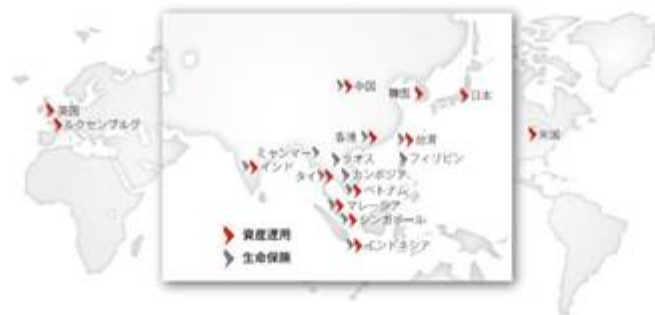 英国
ルクセンブルグ
中国
韓国
日本
香港
台湾
ミャンマー
ラオス
フィリピン
インド
タイ
カンボジア
ベトナム
マレーシア
シンガポール
インドネシア
米国
資産運用
生命保険